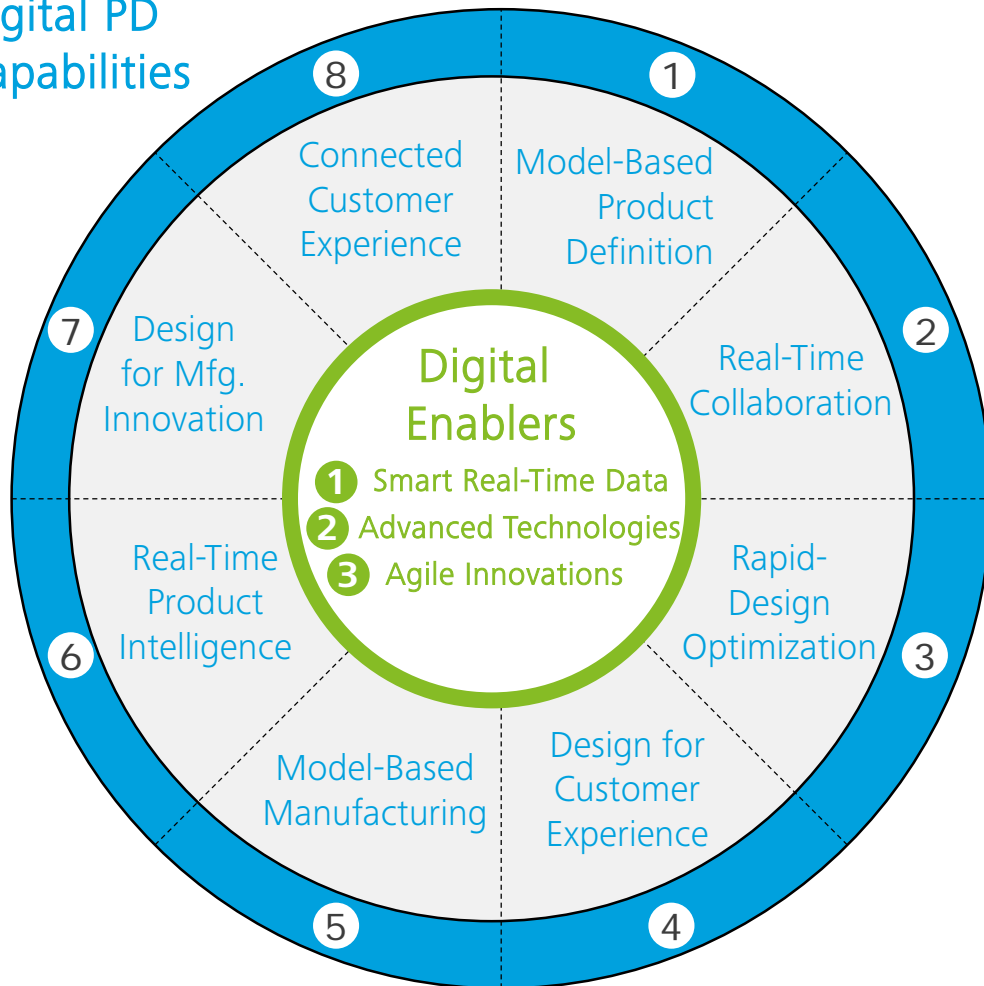 gital PD
apabilities
8
1
Connected
Customer
Experience
Model-Based
Product
Definition
7
2
Design
for Mfg.
Innovation
Real-Time
Collaboration
Digital
Enablers
1 Smart Real-Time Data
2 Advanced Technologies
3 Agile Innovations
Real-Time
Product
Intelligence
Rapid-
Design
Optimization
6
3
Model-Based
Manufacturing
Design for
Customer
Experience
5
4